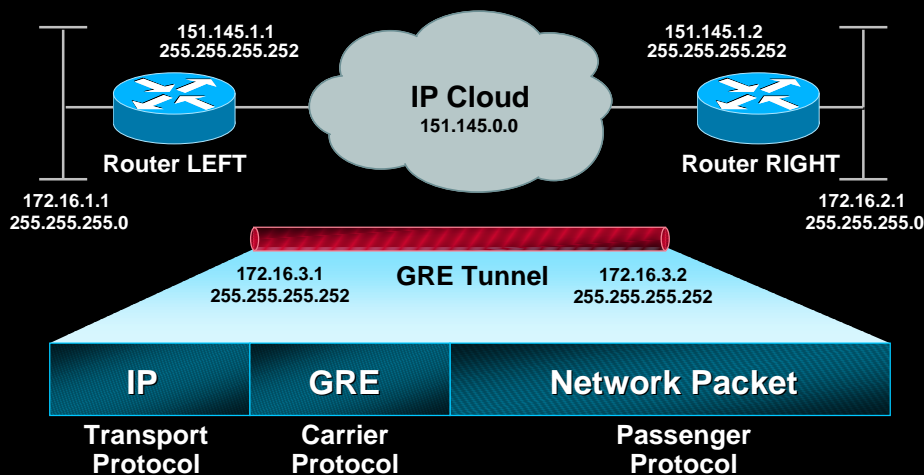 151.145.1.1
255.255.255.252
151.145.1.2
255.255.255.252
IP Cloud
151.145.0.0
Router LEFT
Router RIGHT
172.16.1.1
255.255.255.0
172.16.2.1
255.255.255.0
172.16.3.1
255.255.255.252
GRE Tunnel
172.16.3.2
255.255.255.252
IP
GRE
Network Packet
Transport
Protocol
Carrier
Protocol
Passenger
Protocol